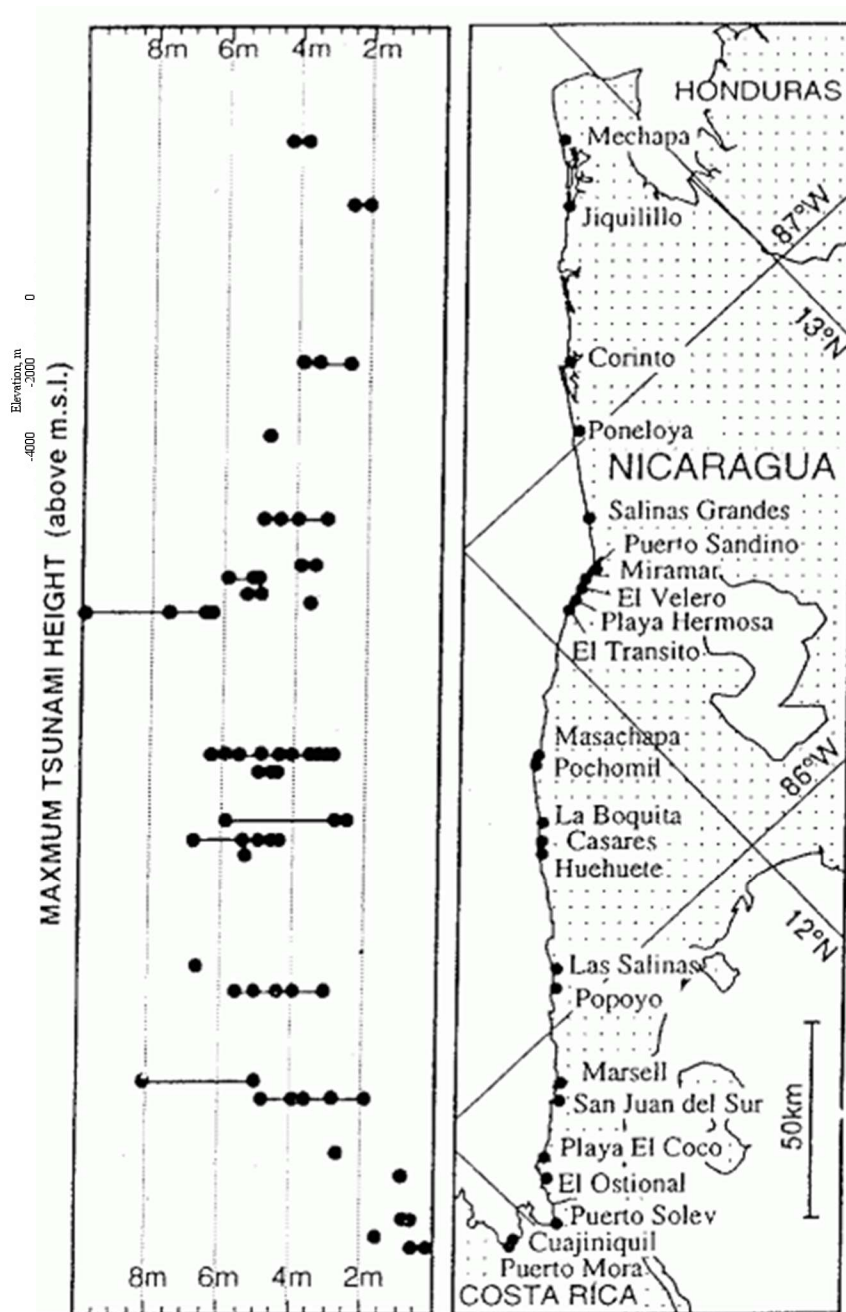 8m 6m 4m 2m
MAXMUM TSUNAMI HEIGHT (above m.s.l.)
Elevation, m
0
-2000
-4000
8m 6m 4m 2m
HONDURAS
Mechapa
Jiquilillo
87°W
13°N
Corinto
Poneloya
NICARAGUA
Salinas Grandes
Puerto Sandino
Miramar
El Velero
Playa Hermosa
El Transito
Masachapa
Pochomil
86°W
La Boquita
Casares
Huehuete
12°N
Las Salinas
Popoyo
Marsell
San Juan del Sur
50km
Playa El Coco
El Ostional
Puerto Soley
Cuajiniquil
Puerto Mora
COSTA RICA